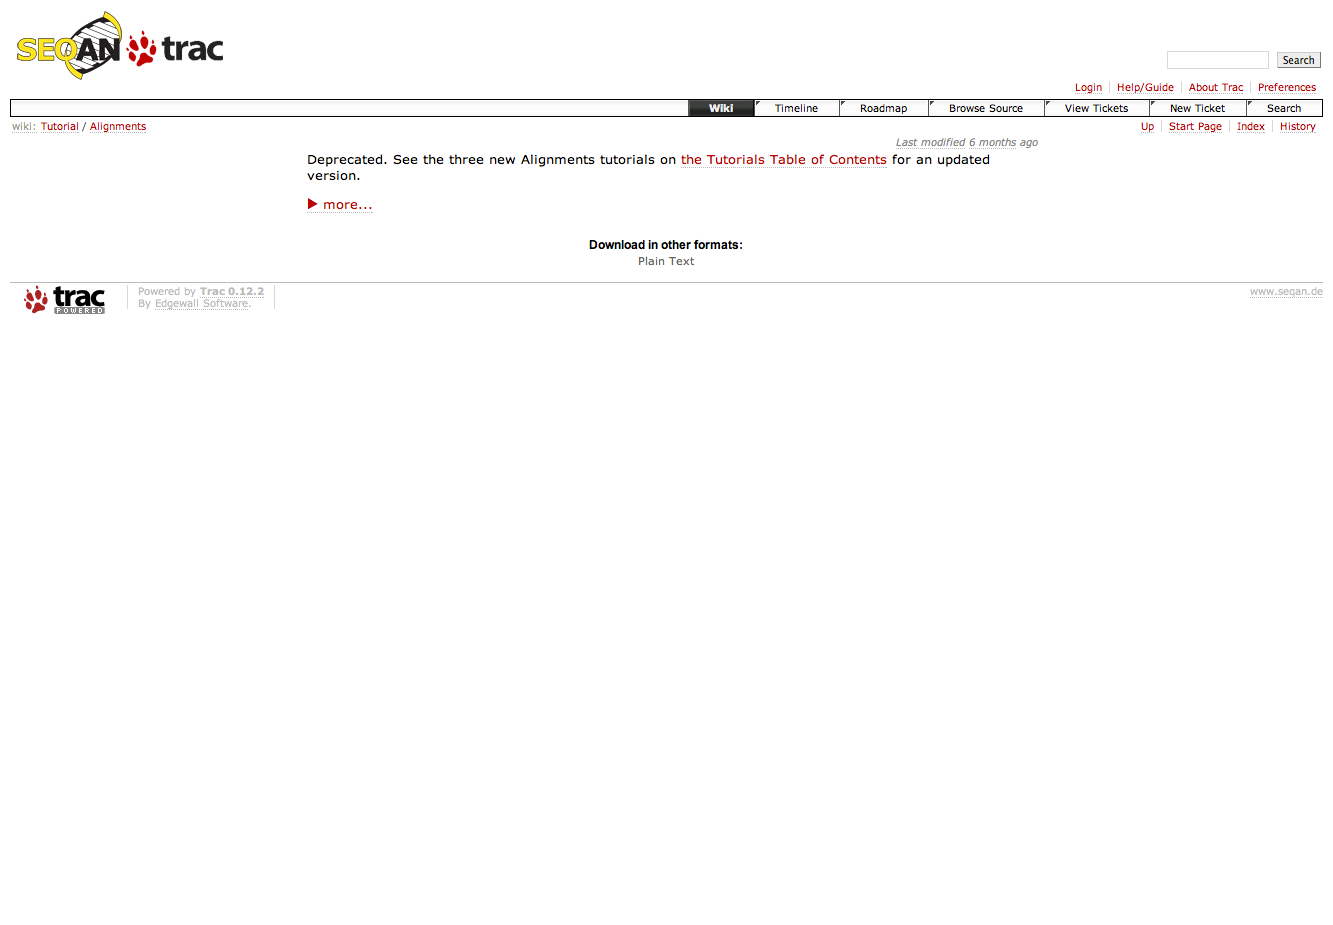 SEQAN trac
Search
Login Help/Guide About Trac Preferences
Wiki Timeline Roadmap Browse Source View Tickets New Ticket Search
wiki: Tutorial / Alignments
Up Start Page Index History
Last modified 6 months ago
Deprecated. See the three new Alignments tutorials on the Tutorials Table of Contents for an updated
version.
more...
Download in other formats:
Plain Text
trac POWERED
Powered by Trac 0.12.2
By Edgewall Software.
www.seqan.de